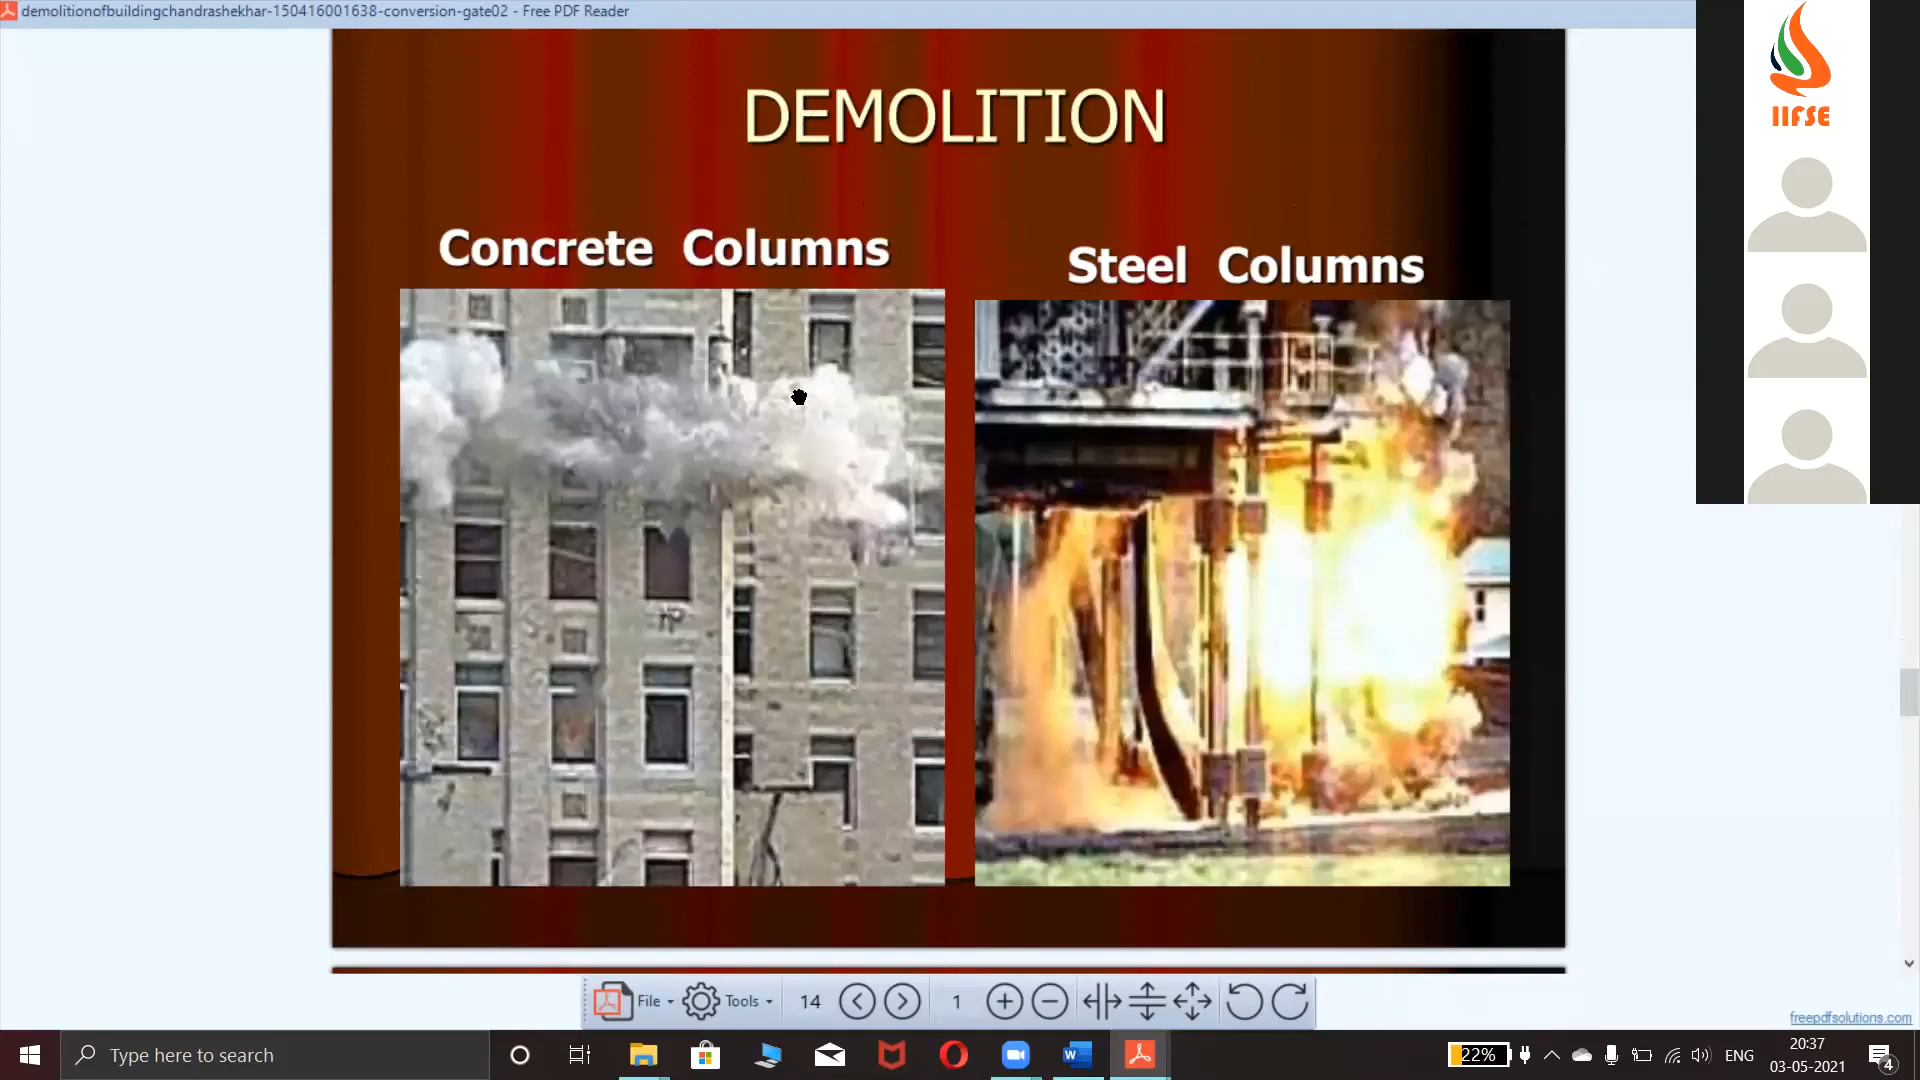 demolitionofbuildingchandrashekhar-150416001638-conversion-gate02 - Free PDF Reader
IIFSE
DEMOLITION
Concrete Columns
Steel Columns
File
Tools
14
1
freepdfsolutions.com
Type here to search
22%
ENG
20:37
03-05-2021
4